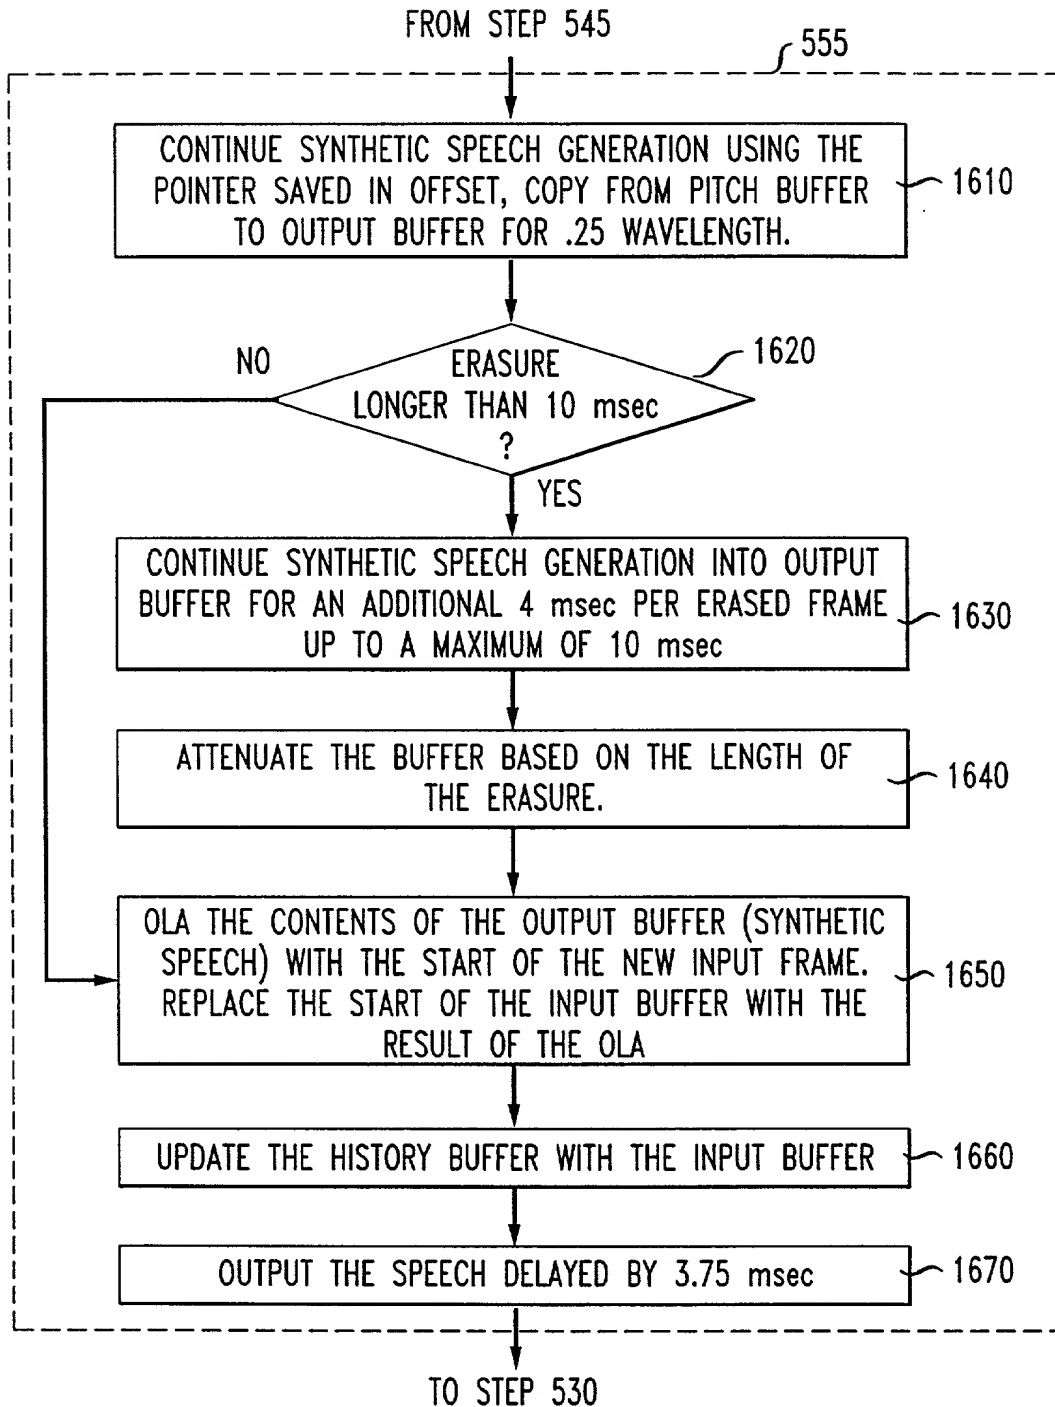 FROM STEP 545
555
CONTINUE SYNTHETIC SPEECH GENERATION USING THE
POINTER SAVED IN OFFSET, COPY FROM PITCH BUFFER
TO OUTPUT BUFFER FOR .25 WAVELENGTH.
1610
NO
ERASURE
LONGER THAN 10 msec
?
1620
YES
CONTINUE SYNTHETIC SPEECH GENERATION INTO OUTPUT
BUFFER FOR AN ADDITIONAL 4 msec PER ERASED FRAME
UP TO A MAXIMUM OF 10 msec
1630
ATTENUATE THE BUFFER BASED ON THE LENGTH OF
THE ERASURE.
1640
OLA THE CONTENTS OF THE OUTPUT BUFFER (SYNTHETIC
SPEECH) WITH THE START OF THE NEW INPUT FRAME.
REPLACE THE START OF THE INPUT BUFFER WITH THE
RESULT OF THE OLA
1650
UPDATE THE HISTORY BUFFER WITH THE INPUT BUFFER
1660
OUTPUT THE SPEECH DELAYED BY 3.75 msec
1670
TO STEP 530